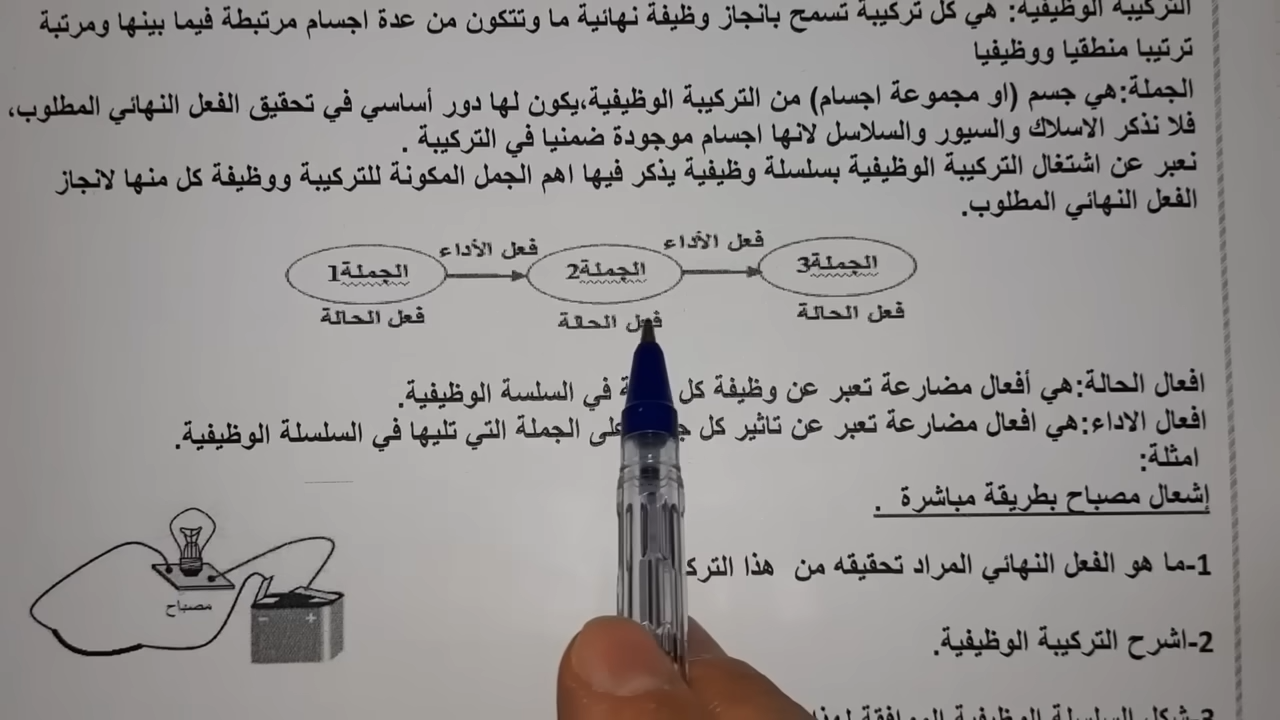 التركيبة الوظيفية: هي كل تركيبة تسمح بانجاز وظيفة نهائية ما وتتكون من عدة اجسام مرتبطة فيما بينها ومرتبة
ترتيبا منطقيا ووظيفيا
الجملة:هي جسم (او مجموعة اجسام) من التركيبة الوظيفية،يكون لها دور أساسي في تحقيق الفعل النهائي المطلوب،
فلا نذكر الاسلاك والسيور والسلاسل لانها اجسام موجودة ضمنيا في التركيبة .
نعبر عن اشتغال التركيبة الوظيفية بسلسلة وظيفية يذكر فيها اهم الجمل المكونة للتركيبة ووظيفة كل منها لانجاز
الفعل النهائي المطلوب.
فعل الأداء فعل الأداء
الجملة1 الجملة2 الجملة3
فعل الحالة فعل الحالة فعل الحالة
افعال الحالة:هي أفعال مضارعة تعبر عن وظيفة كل في السلسة الوظيفية.
افعال الاداء:هي افعال مضارعة تعبر عن تاثير كل على الجملة التي تليها في السلسلة الوظيفية.
امثلة:
إشعال مصباح بطريقة مباشرة .
1-ما هو الفعل النهائي المراد تحقيقه من هذا
مصباح
- +
2-اشرح التركيبة الوظيفية.
3-شكل السلسلة الوظيفية الموافقة لهذا